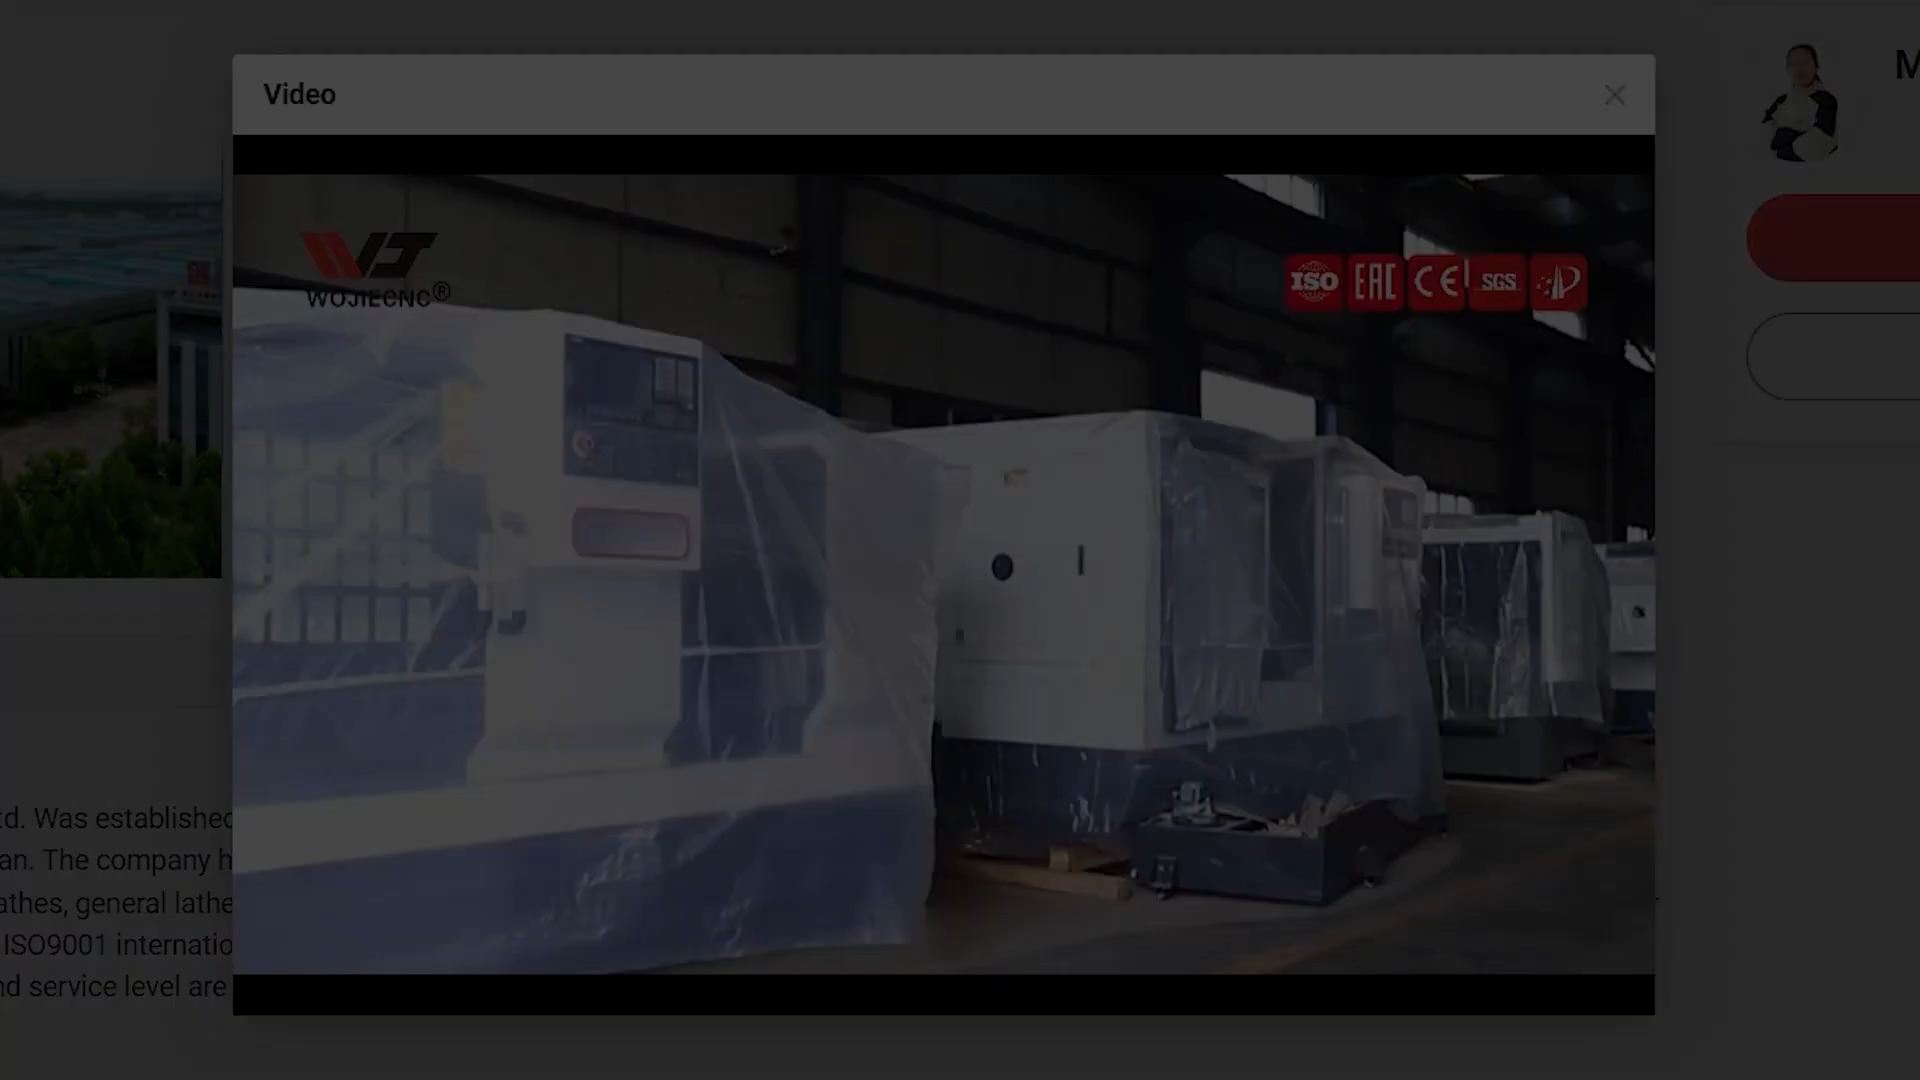 Video
M
WJ
WOJIECNC®
ISO EAC CE SGS
td. Was established
an. The company h
athes, general lathe
ISO9001 internatio
nd service level are